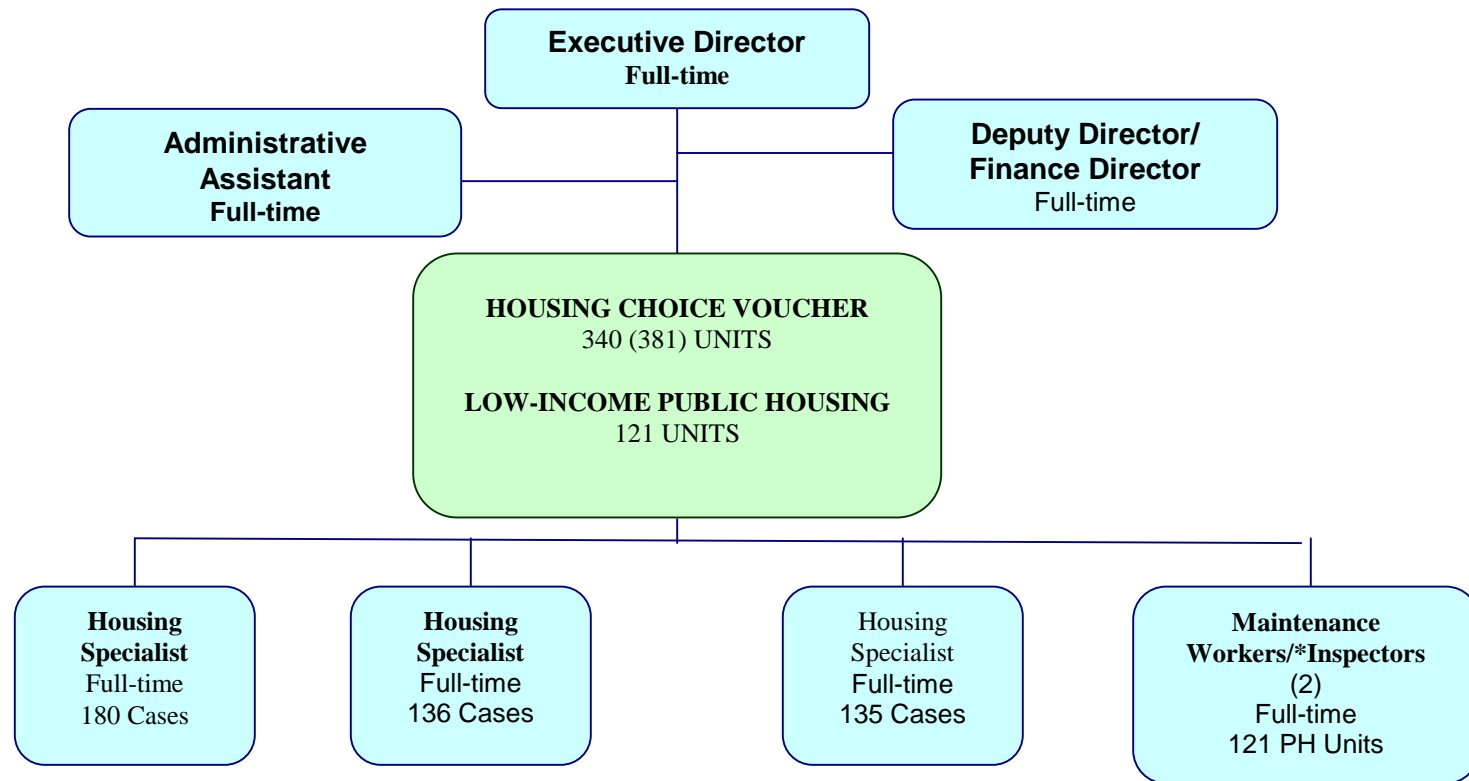 Executive Director
Full-time
Administrative
Assistant
Full-time
Deputy Director/
Finance Director
Full-time
HOUSING CHOICE VOUCHER
340 (381) UNITS
LOW-INCOME PUBLIC HOUSING
121 UNITS
Housing
Specialist
Full-time
180 Cases
Housing
Specialist
Full-time
136 Cases
Housing
Specialist
Full-time
135 Cases
Maintenance
Workers/*Inspectors
(2)
Full-time
121 PH Units